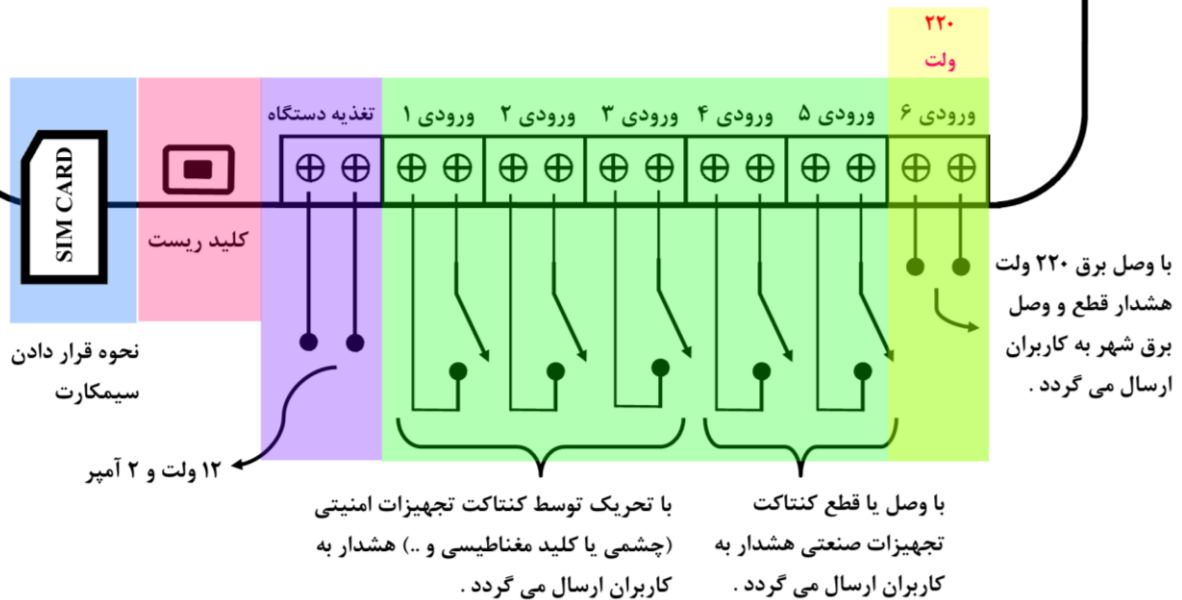 ۲۲۰
ولت
ورودی ۶
ورودی ۵
ورودی ۴
ورودی ۳
ورودی ۲
ورودی ۱
تغذیه دستگاه
SIM CARD
کلید ریست
با وصل برق ۲۲۰ ولت
هشدار قطع و وصل
برق شهر به کاربران
ارسال می گردد .
نحوه قرار دادن
سیمکارت
۱۲ ولت و ۲ آمپر
با وصل یا قطع کنتاکت
تجهیزات صنعتی هشدار به
کاربران ارسال می گردد .
با تحریک توسط کنتاکت تجهیزات امنیتی
(چشمی یا کلید مغناطیسی و ..) هشدار به
کاربران ارسال می گردد .